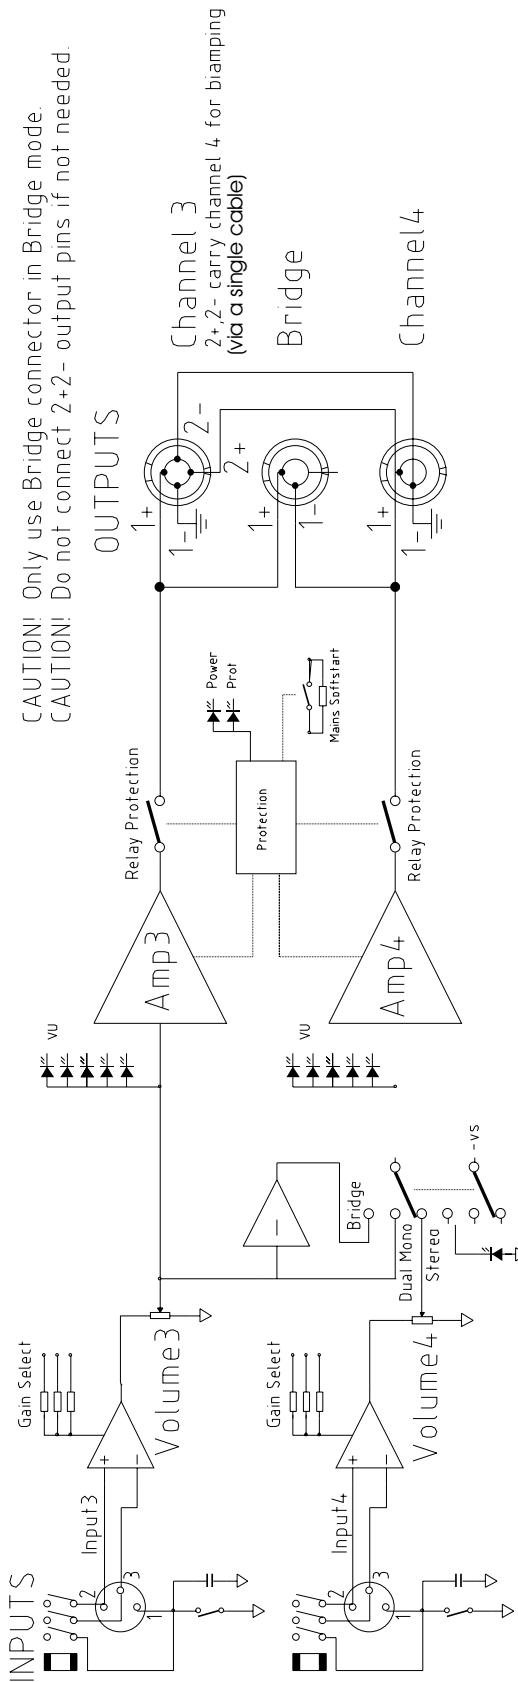 CAUTION! Only use Bridge connector in Bridge mode.
CAUTION! Do not connect 2+2- output pins if not needed.
INPUTS
OUTPUTS
2
3
1
Input3
Gain Select
+
-
Volume3
VU
Amp3
Relay Protection
1+
1-
2-
2+
Channel 3
2+,2- carry channel 4 for biamping
(via a single cable)
Bridge
Dual Mono
Stereo
-vs
Protection
Power
Prot
Mains Softstart
1+
1-
Bridge
2
3
1
Input4
Gain Select
+
-
Volume4
VU
Amp4
Relay Protection
1+
1-
Channel4